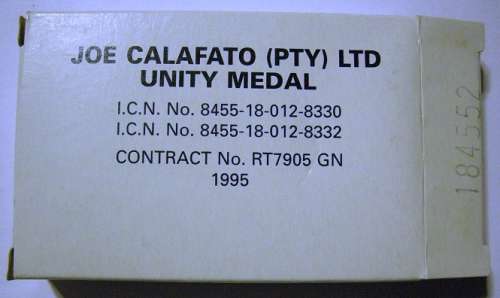 JOE CALAFATO (PTY) LTD
UNITY MEDAL
I.C.N. No. 8455-18-012-8330
I.C.N. No. 8455-18-012-8332
CONTRACT No. RT7905 GN
1995
184552